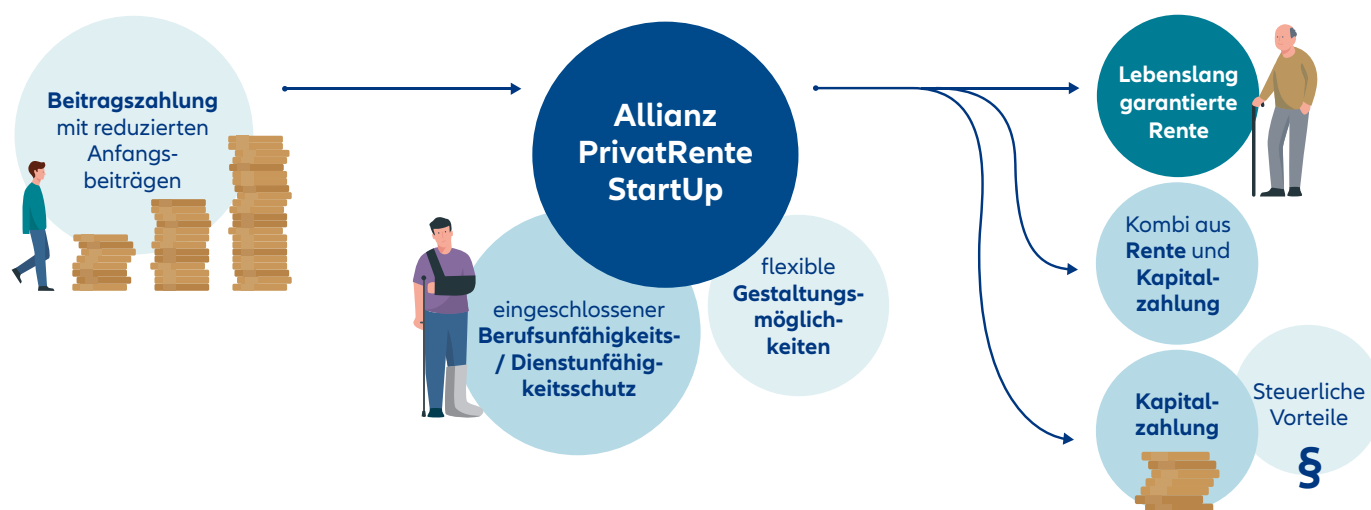 Beitragszahlung
mit reduzierten
Anfangs-
beiträgen
Allianz
PrivatRente
StartUp
eingeschlossener
Berufsunfähigkeits-
/ Dienstunfähig-
keitsschutz
flexible
Gestaltungs-
möglich-
keiten
Lebenslang
garantierte
Rente
Kombi aus
Rente und
Kapital-
zahlung
Kapital-
zahlung
Steuerliche
Vorteile
§